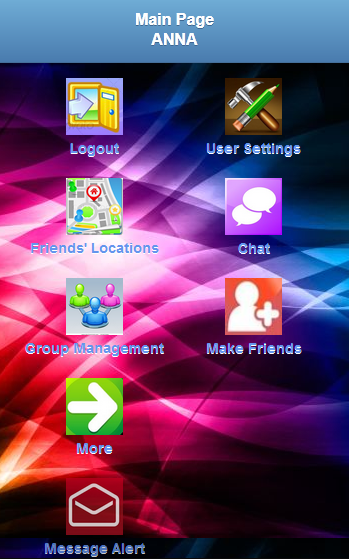 Main Page
ANNA
Logout
User Settings
Friends' Locations
Chat
Group Management
Make Friends
More
Message Alert